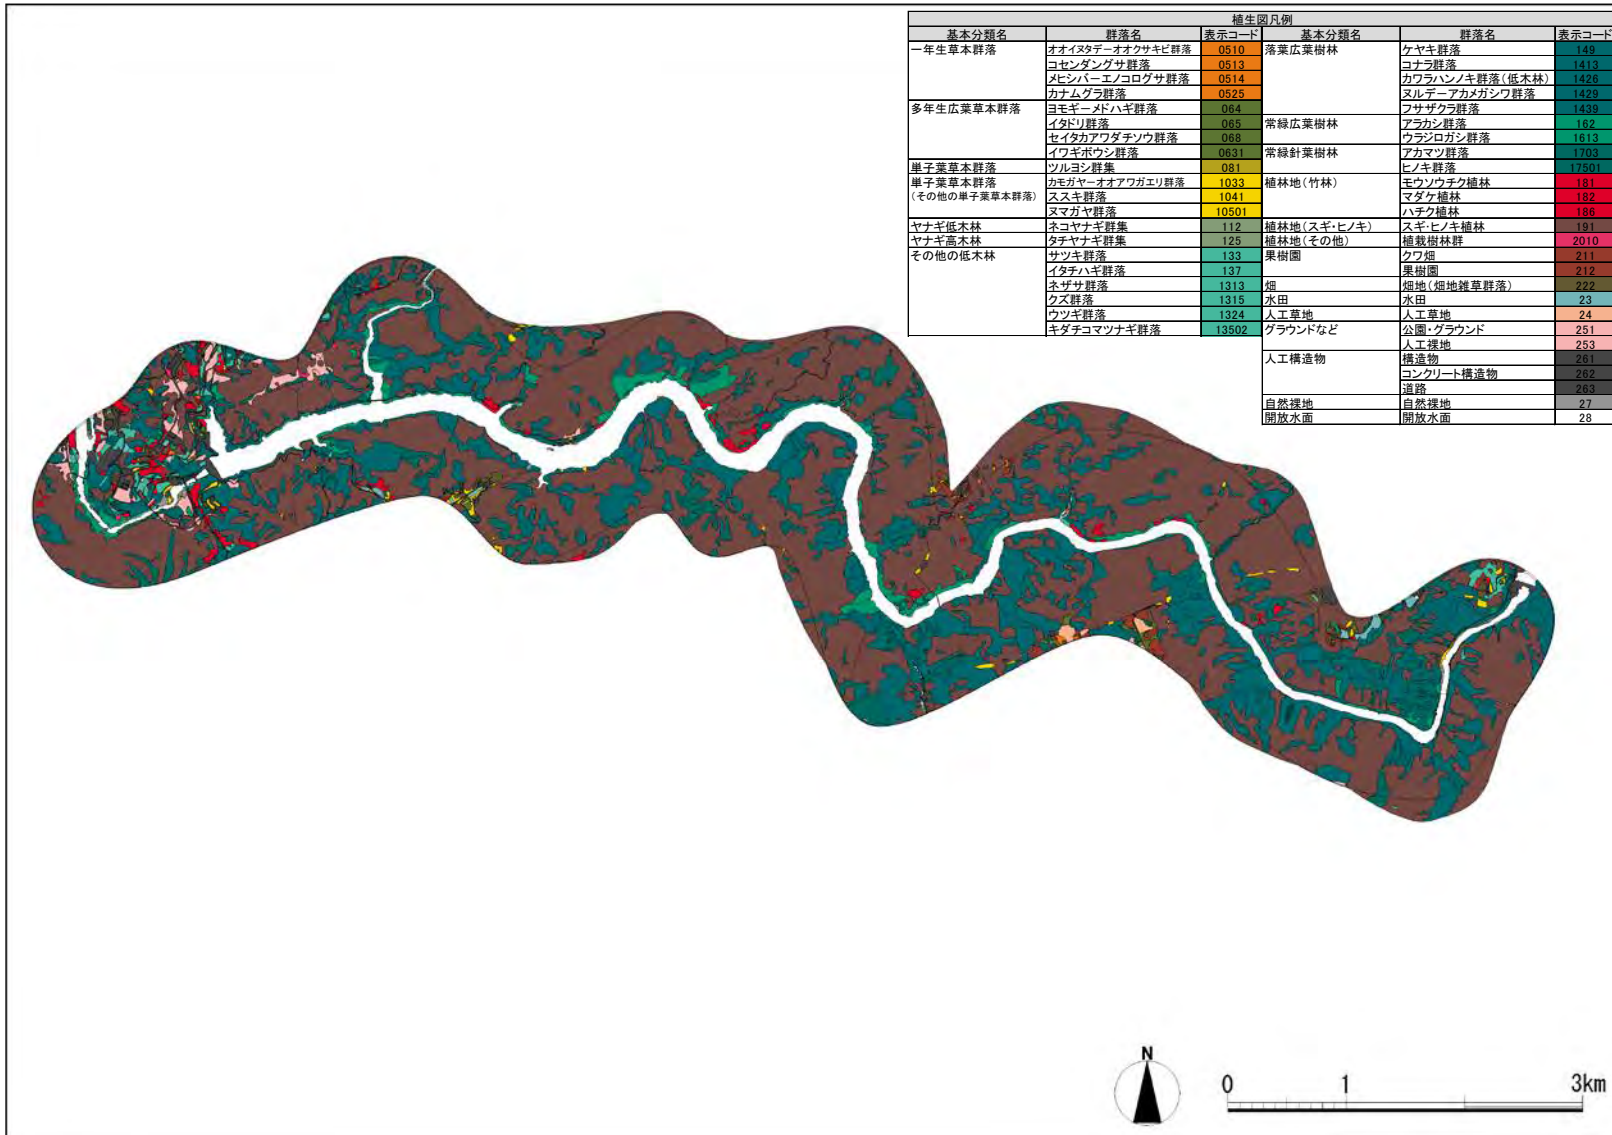 植生図凡例
基本分類名 群落名 表示コード 基本分類名 群落名 表示コード
一年生草本群落 オオイヌタデーオオクサキビ群落 0510 落葉広葉樹林 ケヤキ群落 149
コセンダングサ群落 0513 コナラ群落 1413
メヒシバーエノコログサ群落 0514 カワラハンノキ群落(低木林) 1426
カナムグラ群落 0525 ヌルデーアカメガシワ群落 1429
多年生広葉草本群落 ヨモギーメドハギ群落 064 フサザクラ群落 1439
イタドリ群落 065 常緑広葉樹林 アラカシ群落 162
セイタカアワダチソウ群落 068 ウラジロガシ群落 1613
イワギボウシ群落 0631 常緑針葉樹林 アカマツ群落 1703
単子葉草本群落 ツルヨシ群集 081 ヒノキ群落 17501
単子葉草本群落 カモガヤーオオアワガエリ群落 1033 植林地(竹林) モウソウチク植林 181
(その他の単子葉草本群落) ススキ群落 1041 マダケ植林 182
ヌマガヤ群落 10501 ハチク植林 186
ヤナギ低木林 ネコヤナギ群集 112 植林地(スギ・ヒノキ) スギ・ヒノキ植林 191
ヤナギ高木林 タチヤナギ群集 125 植林地(その他) 植栽樹林群 2010
その他の低木林 サツキ群落 133 果樹園 クワ畑 211
イタチハギ群落 137 果樹園 212
ネザサ群落 1313 畑 畑地(畑地雑草群落) 222
クズ群落 1315 水田 水田 23
ウツギ群落 1324 人工草地 人工草地 24
キダチコマツナギ群落 13502 グラウンドなど 公園・グラウンド 251
人工裸地 253
人工構造物 構造物 261
コンクリート構造物 262
道路 263
自然裸地 自然裸地 27
開放水面 開放水面 28
N
0 1 3km